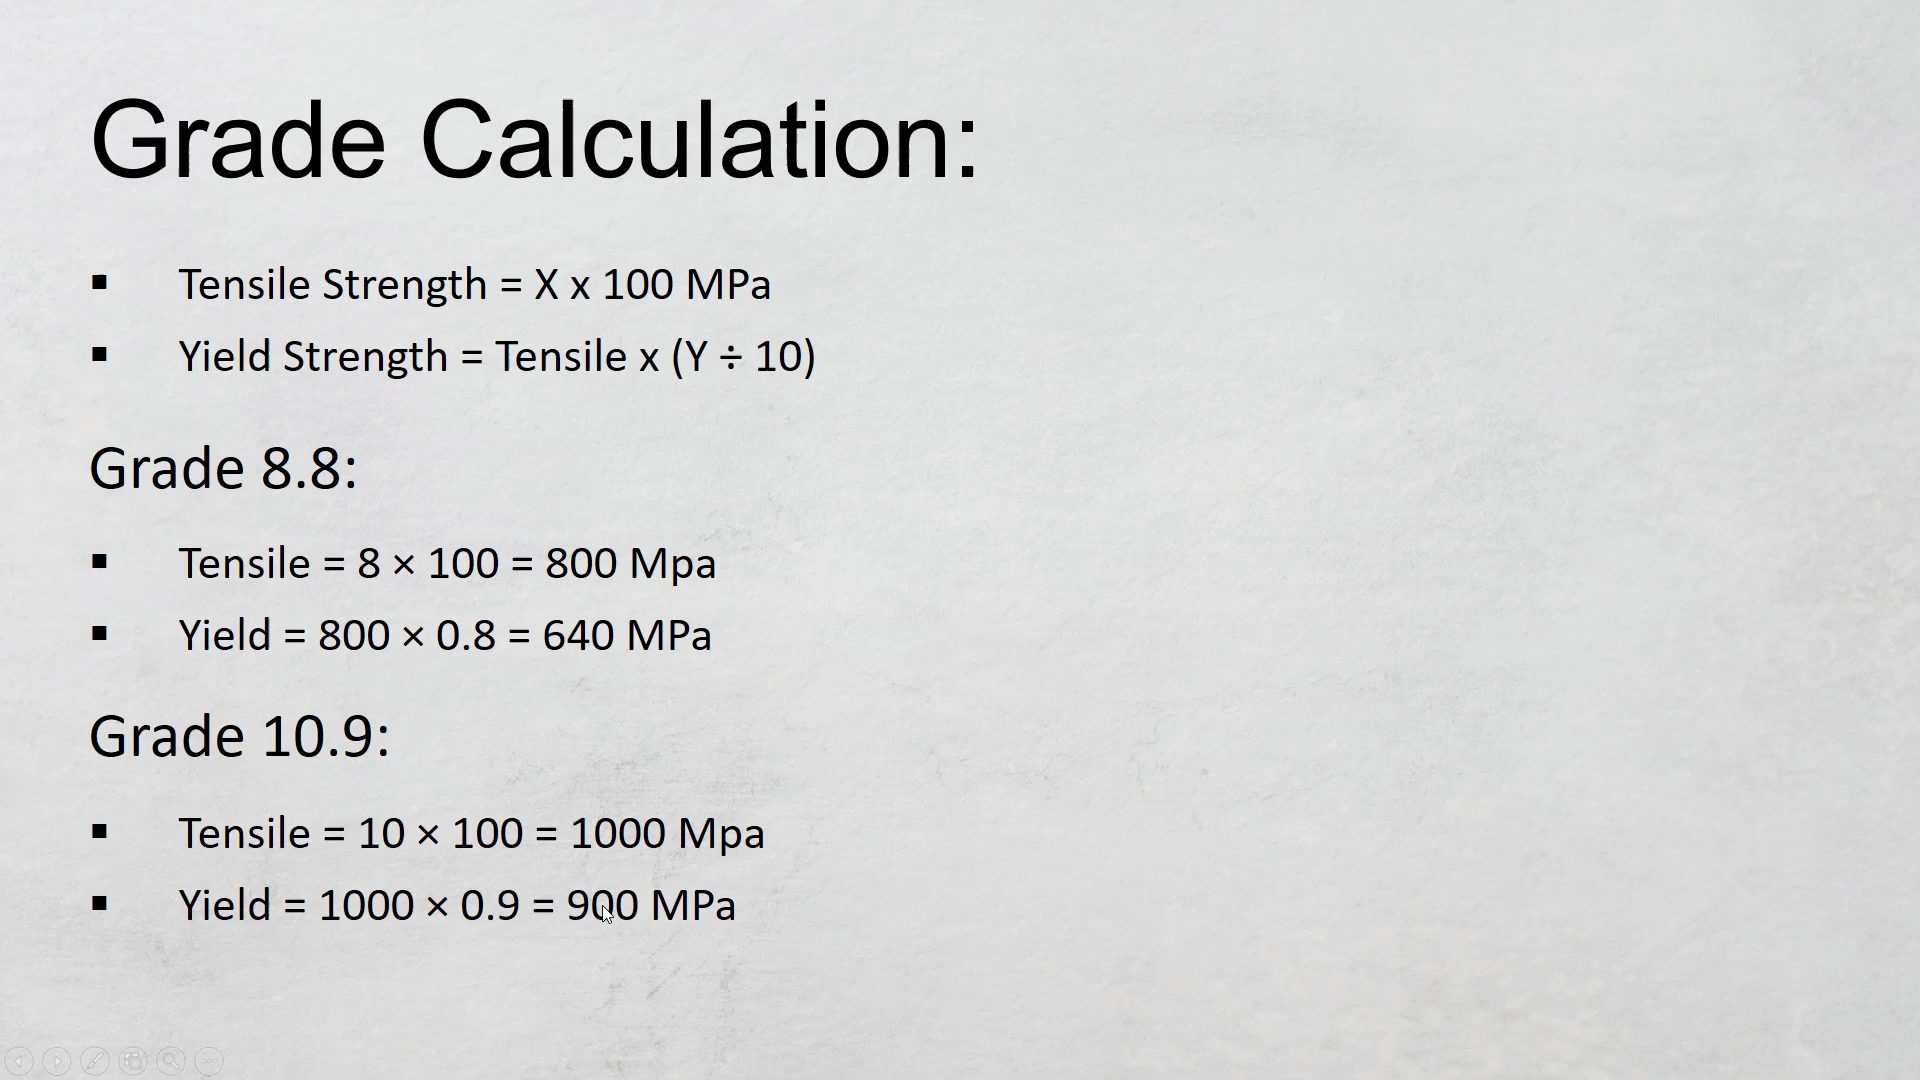 Grade Calculation:
▪ Tensile Strength = X x 100 MPa
▪ Yield Strength = Tensile x (Y ÷ 10)
Grade 8.8:
▪ Tensile = 8 × 100 = 800 Mpa
▪ Yield = 800 × 0.8 = 640 MPa
Grade 10.9:
▪ Tensile = 10 × 100 = 1000 Mpa
▪ Yield = 1000 × 0.9 = 900 MPa